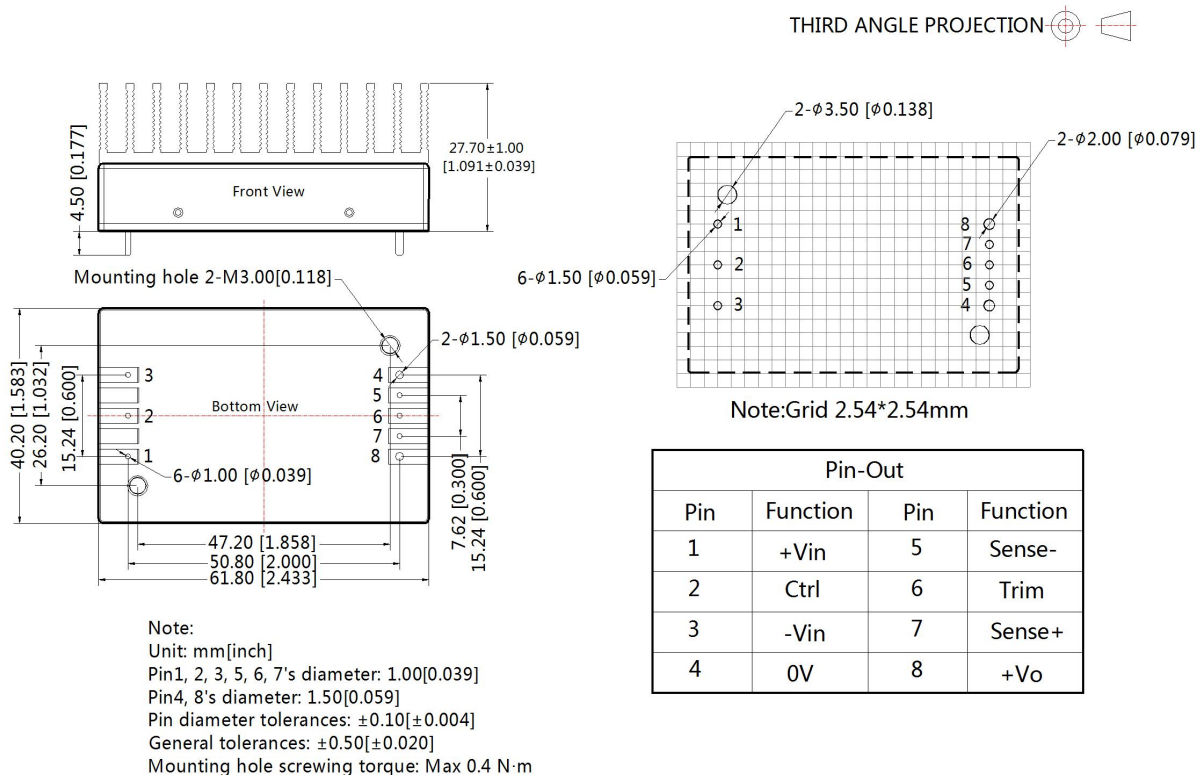 THIRD ANGLE PROJECTION
4.50 [0.177]
Front View
27.70±1.00
[1.091±0.039]
Mounting hole 2-M3.00[0.118]
2-ϕ1.50 [ϕ0.059]
40.20 [1.583]
26.20 [1.032]
15.24 [0.600]
3
2
1
Bottom View
4
5
6
7
8
6-ϕ1.00 [ϕ0.039]
7.62 [0.300]
15.24 [0.600]
47.20 [1.858]
50.80 [2.000]
61.80 [2.433]
2-ϕ3.50 [ϕ0.138]
2-ϕ2.00 [ϕ0.079]
6-ϕ1.50 [ϕ0.059]
1
2
3
8
7
6
5
4
Note:Grid 2.54*2.54mm
Pin-Out
Pin Function Pin Function
1 +Vin 5 Sense-
2 Ctrl 6 Trim
3 -Vin 7 Sense+
4 0V 8 +Vo
Note:
Unit: mm[inch]
Pin1, 2, 3, 5, 6, 7's diameter: 1.00[0.039]
Pin4, 8's diameter: 1.50[0.059]
Pin diameter tolerances: ±0.10[±0.004]
General tolerances: ±0.50[±0.020]
Mounting hole screwing torque: Max 0.4 N·m